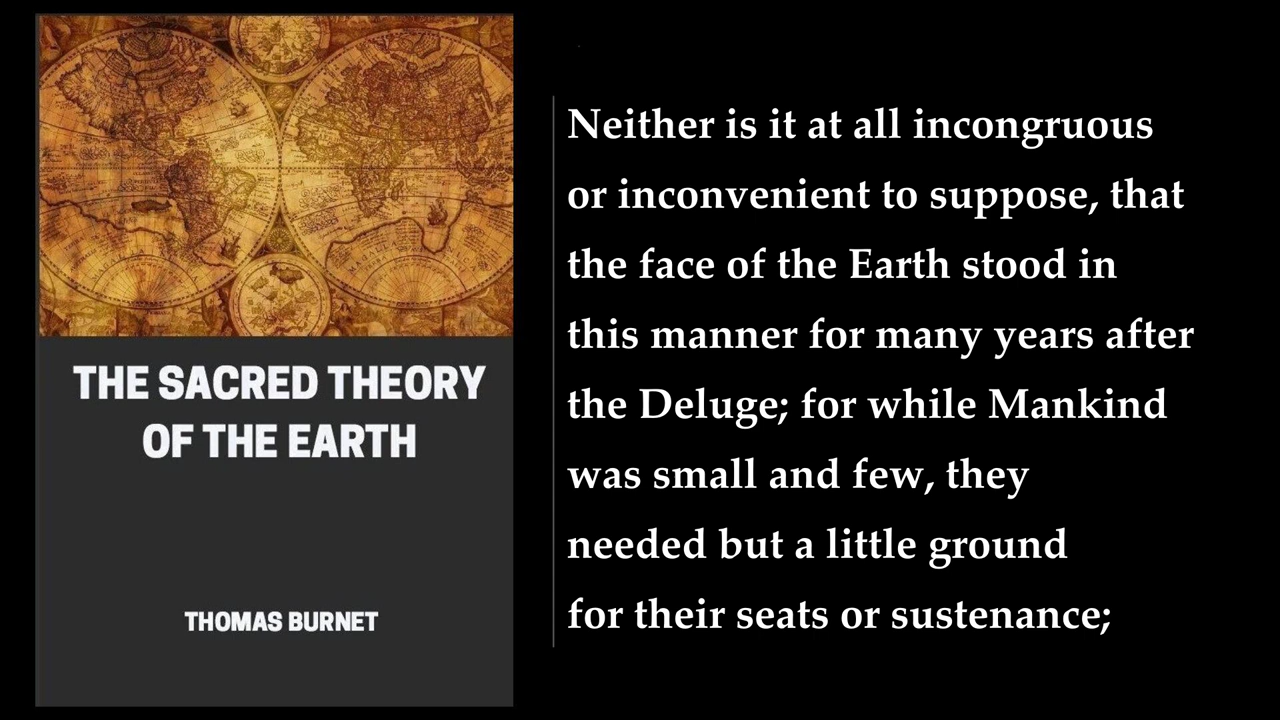 THE SACRED THEORY
OF THE EARTH
THOMAS BURNET
Neither is it at all incongruous
or inconvenient to suppose, that
the face of the Earth stood in
this manner for many years after
the Deluge; for while Mankind
was small and few, they
needed but a little ground
for their seats or sustenance;